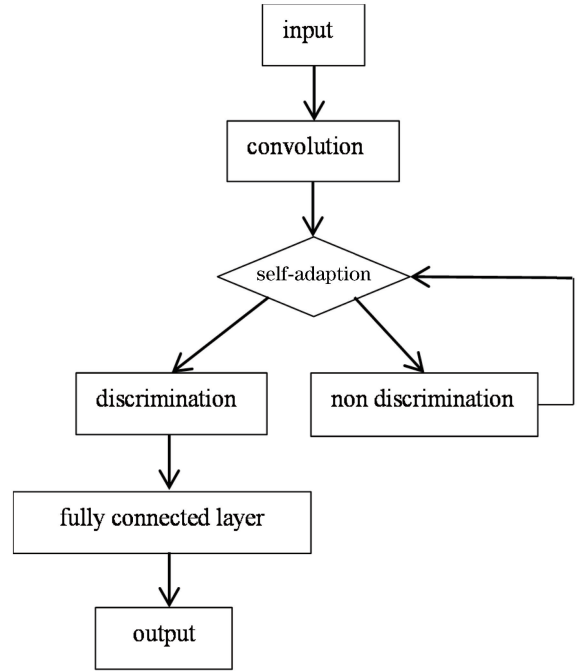 input
convolution
self-adaption
discrimination
non discrimination
fully connected layer
output